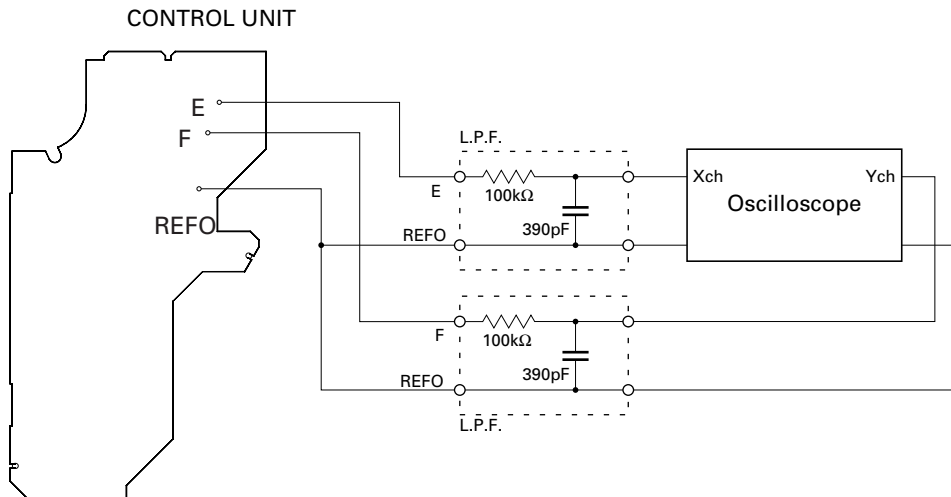 CONTROL UNIT
E
F
REFO
L.P.F.
E
100kΩ
390pF
REFO
Xch
Ych
Oscilloscope
F
100kΩ
390pF
REFO
L.P.F.